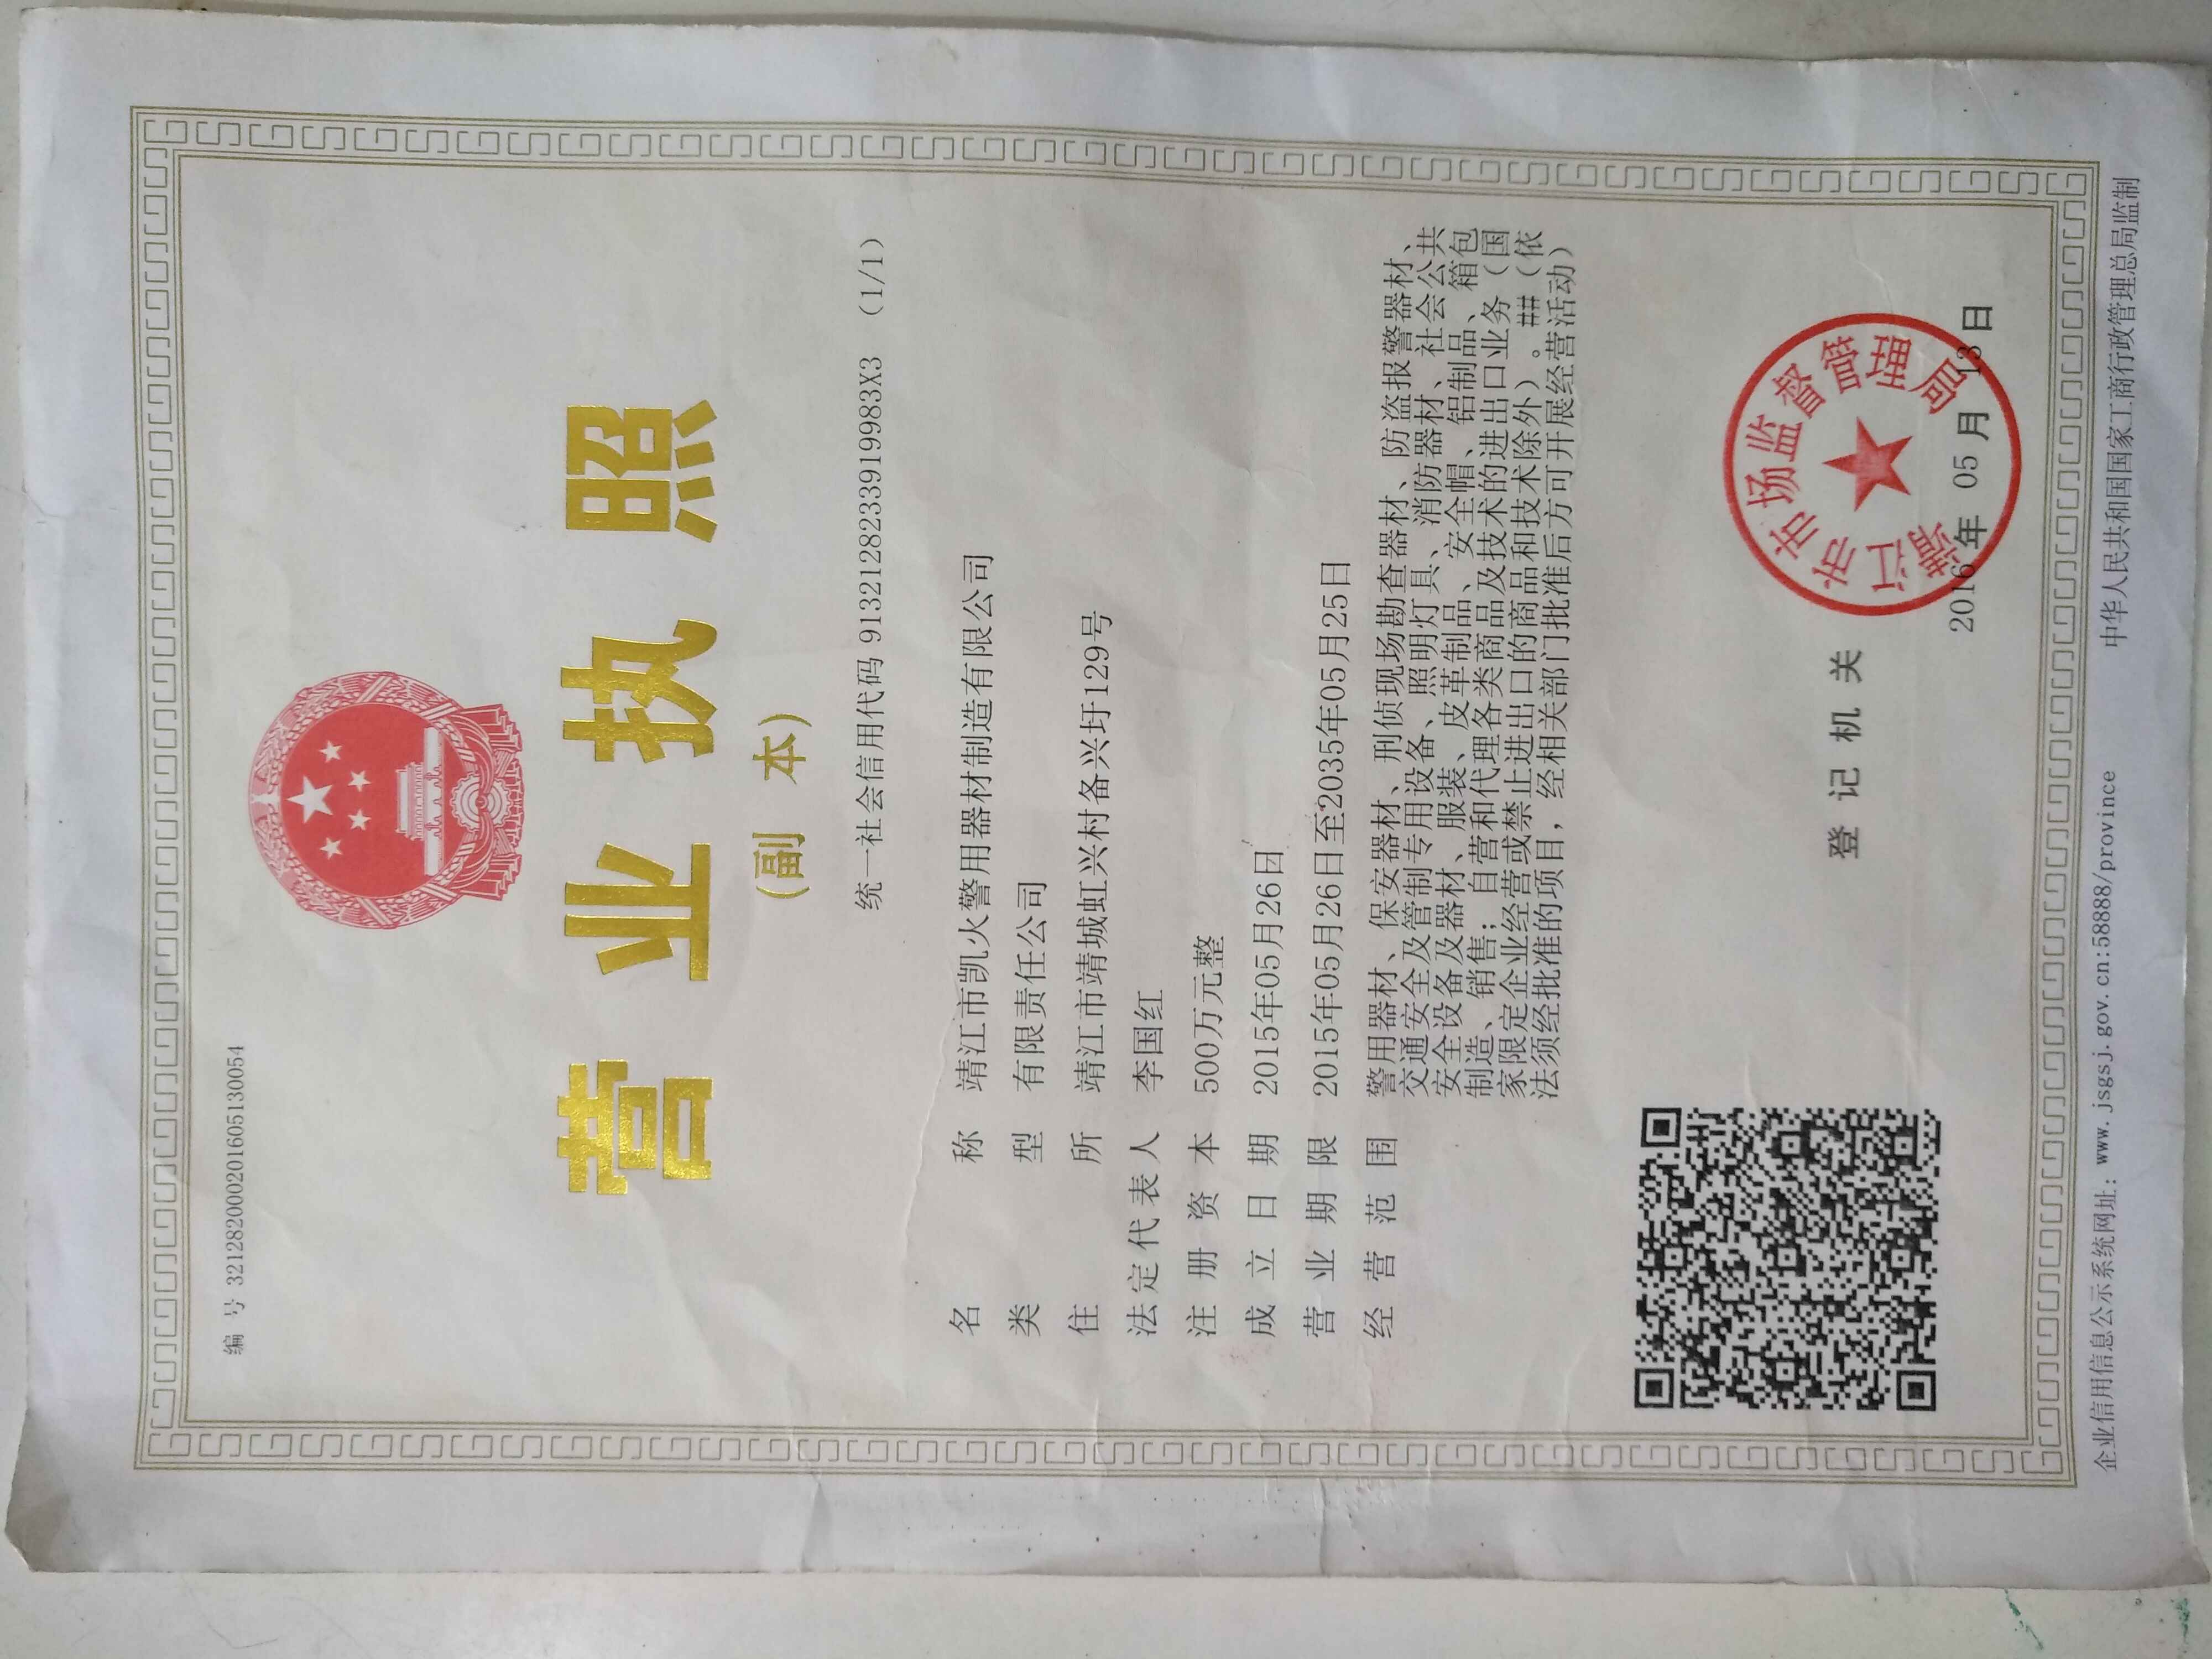 编 号 321282000201605130054
营业执照
(副 本)
统一社会信用代码 9132128233919983X3 (1/1)
名 称 靖江市凯火警用器材制造有限公司
类 型 有限责任公司
住 所 靖江市靖城虹兴村备兴圩129号
法定代表人 李国红
注册资本 500万元整
成立日期 2015年05月26日
营业期限 2015年05月26日至2035年05月25日
经营范围 警用器材、保安器材、刑侦现场勘查器材、防盗报警器材、
交通安全及管制专用设备、照明灯具、消防器材、社会公共
安全设备及器材、服装、皮革制品、安全帽、铝制品、箱包
制造、销售；自营和代理各类商品及技术的进出口业务（国
家限定企业经营或禁止进出口的商品和技术除外）。##（依
法须经批准的项目，经相关部门批准后方可开展经营活动）
靖江市市场监督管理局
登记机关
2016年 05月 13日
企业信用信息公示系统网址：www.jsgsj.gov.cn:58888/province
中华人民共和国国家工商行政管理总局监制